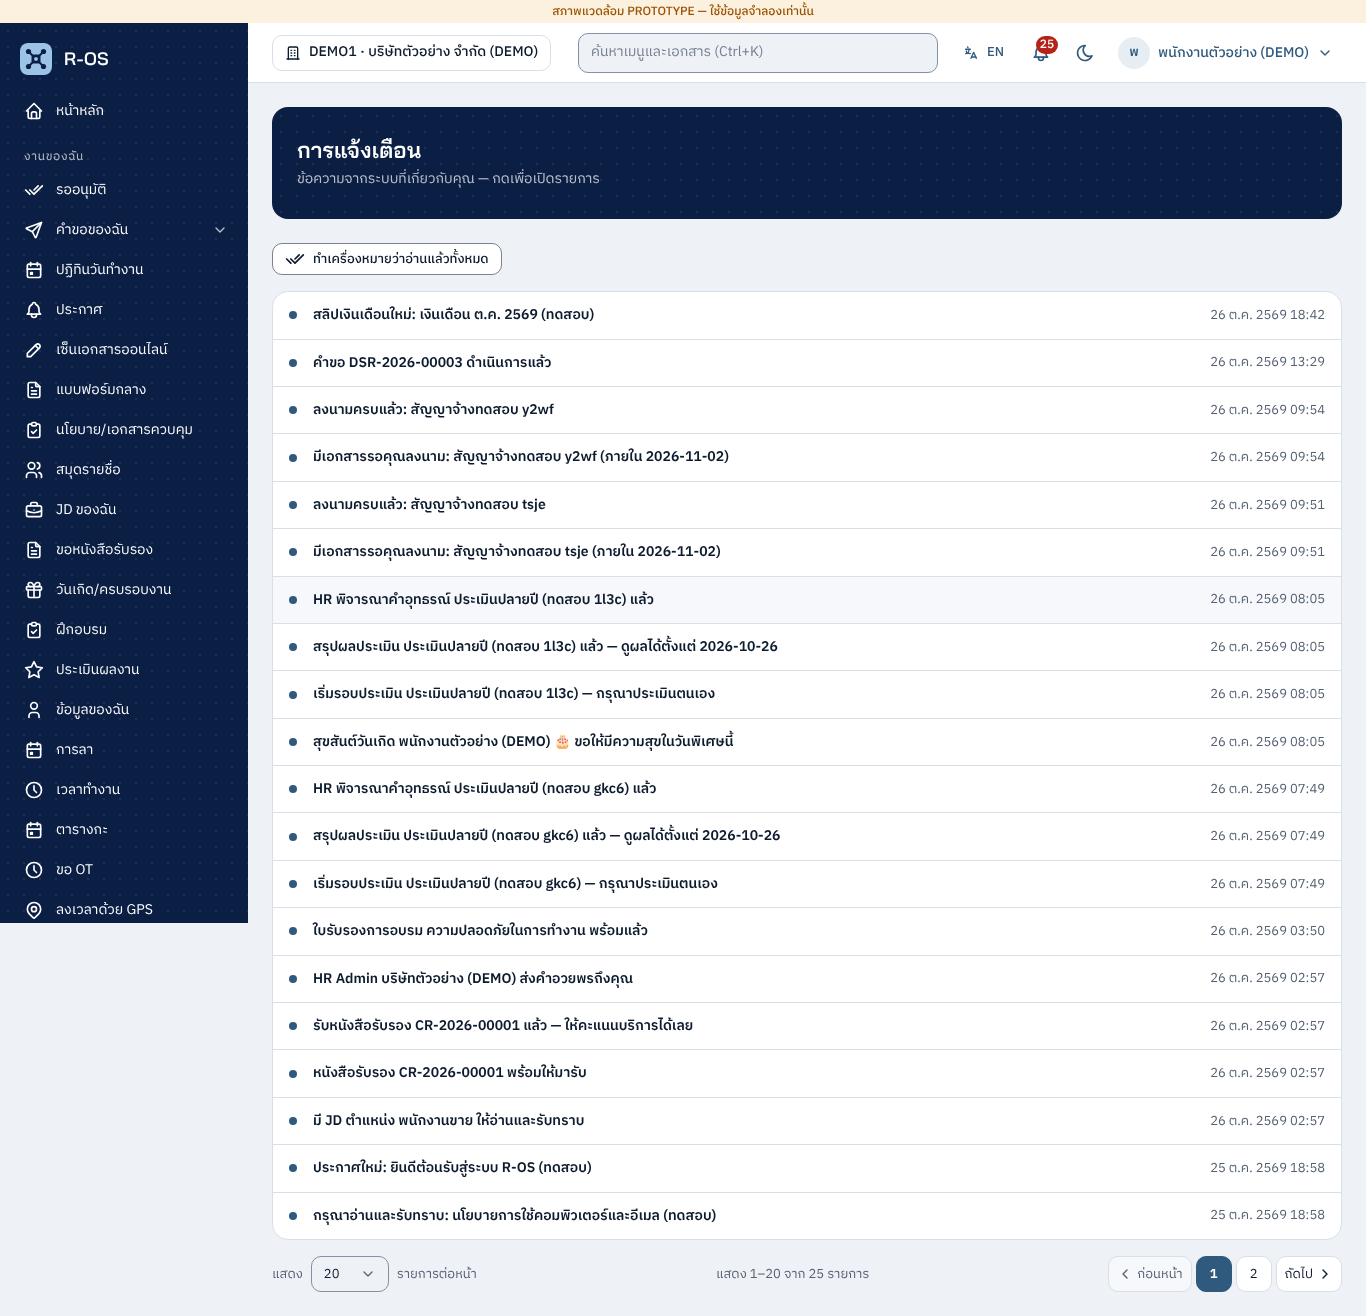 สภาพแวดล้อม PROTOTYPE — ใช้ข้อมูลจำลองเท่านั้น
R-OS
DEMO1 · บริษัทตัวอย่าง จำกัด (DEMO)
ค้นหาเมนูและเอกสาร (Ctrl+K)
EN
25
พ
พนักงานตัวอย่าง (DEMO)
หน้าหลัก
งานของฉัน
รออนุมัติ
คำขอของฉัน
ปฏิทินวันทำงาน
ประกาศ
เซ็นเอกสารออนไลน์
แบบฟอร์มกลาง
นโยบาย/เอกสารควบคุม
สมุดรายชื่อ
JD ของฉัน
ขอหนังสือรับรอง
วันเกิด/ครบรอบงาน
ฝึกอบรม
ประเมินผลงาน
ข้อมูลของฉัน
การลา
เวลาทำงาน
ตารางกะ
ขอ OT
ลงเวลาด้วย GPS
การแจ้งเตือน
ข้อความจากระบบที่เกี่ยวกับคุณ — กดเพื่อเปิดรายการ
ทำเครื่องหมายว่าอ่านแล้วทั้งหมด
สลิปเงินเดือนใหม่: เงินเดือน ต.ค. 2569 (ทดสอบ) 26 ต.ค. 2569 18:42
คำขอ DSR-2026-00003 ดำเนินการแล้ว 26 ต.ค. 2569 13:29
ลงนามครบแล้ว: สัญญาจ้างทดสอบ y2wf 26 ต.ค. 2569 09:54
มีเอกสารรอคุณลงนาม: สัญญาจ้างทดสอบ y2wf (ภายใน 2026-11-02) 26 ต.ค. 2569 09:54
ลงนามครบแล้ว: สัญญาจ้างทดสอบ tsje 26 ต.ค. 2569 09:51
มีเอกสารรอคุณลงนาม: สัญญาจ้างทดสอบ tsje (ภายใน 2026-11-02) 26 ต.ค. 2569 09:51
HR พิจารณาคำอุทธรณ์ ประเมินปลายปี (ทดสอบ 1l3c) แล้ว 26 ต.ค. 2569 08:05
สรุปผลประเมิน ประเมินปลายปี (ทดสอบ 1l3c) แล้ว — ดูผลได้ตั้งแต่ 2026-10-26 26 ต.ค. 2569 08:05
เริ่มรอบประเมิน ประเมินปลายปี (ทดสอบ 1l3c) — กรุณาประเมินตนเอง 26 ต.ค. 2569 08:05
สุขสันต์วันเกิด พนักงานตัวอย่าง (DEMO) 🎂 ขอให้มีความสุขในวันพิเศษนี้ 26 ต.ค. 2569 08:05
HR พิจารณาคำอุทธรณ์ ประเมินปลายปี (ทดสอบ gkc6) แล้ว 26 ต.ค. 2569 07:49
สรุปผลประเมิน ประเมินปลายปี (ทดสอบ gkc6) แล้ว — ดูผลได้ตั้งแต่ 2026-10-26 26 ต.ค. 2569 07:49
เริ่มรอบประเมิน ประเมินปลายปี (ทดสอบ gkc6) — กรุณาประเมินตนเอง 26 ต.ค. 2569 07:49
ใบรับรองการอบรม ความปลอดภัยในการทำงาน พร้อมแล้ว 26 ต.ค. 2569 03:50
HR Admin บริษัทตัวอย่าง (DEMO) ส่งคำอวยพรถึงคุณ 26 ต.ค. 2569 02:57
รับหนังสือรับรอง CR-2026-00001 แล้ว — ให้คะแนนบริการได้เลย 26 ต.ค. 2569 02:57
หนังสือรับรอง CR-2026-00001 พร้อมให้มารับ 26 ต.ค. 2569 02:57
มี JD ตำแหน่ง พนักงานขาย ให้อ่านและรับทราบ 26 ต.ค. 2569 02:57
ประกาศใหม่: ยินดีต้อนรับสู่ระบบ R-OS (ทดสอบ) 25 ต.ค. 2569 18:58
กรุณาอ่านและรับทราบ: นโยบายการใช้คอมพิวเตอร์และอีเมล (ทดสอบ) 25 ต.ค. 2569 18:58
แสดง 20 รายการต่อหน้า
แสดง 1–20 จาก 25 รายการ
ก่อนหน้า 1 2 ถัดไป